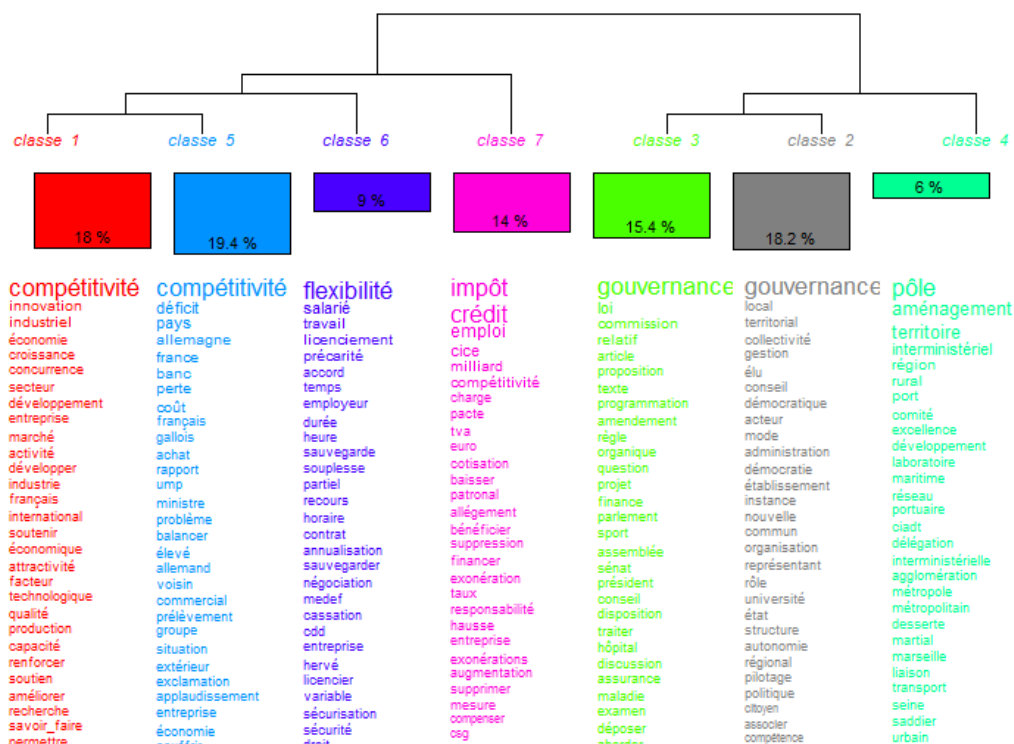 classe 1
classe 5
classe 6
classe 7
classe 3
classe 2
classe 4
18 %
19.4 %
9 %
14 %
15.4 %
18.2 %
6 %
compétitivité
innovation
industriel
économie
croissance
concurrence
secteur
développement
entreprise
marché
activité
développer
industrie
français
international
soutenir
économique
attractivité
facteur
technologique
qualité
production
capacité
renforcer
soutien
améliorer
recherche
savoir_faire
permettre
compétitivité
déficit
pays
allemagne
france
banc
perte
coût
français
gallois
achat
rapport
ump
ministre
problème
balancer
élevé
allemand
voisin
commercial
prélèvement
groupe
situation
extérieur
exclamation
applaudissement
entreprise
économie
flexibilité
salarié
travail
licenciement
précarité
accord
temps
employeur
durée
heure
sauvegarde
souplesse
partiel
recours
horaire
contrat
annualisation
sauvegarder
négociation
medef
cassation
cdd
entreprise
hervé
licencier
variable
sécurisation
sécurité
impôt
crédit
emploi
cice
milliard
compétitivité
charge
pacte
tva
euro
cotisation
baisser
patronal
allégement
bénéficier
suppression
financer
exonération
taux
responsabilité
hausse
entreprise
exonérations
augmentation
supprimer
mesure
compenser
csg
gouvernance
loi
commission
relatif
article
proposition
texte
programmation
amendement
règle
organique
question
projet
finance
parlement
sport
assemblée
sénat
président
conseil
disposition
traiter
hôpital
discussion
assurance
maladie
examen
déposer
gouvernance
local
territorial
collectivité
gestion
élu
conseil
démocratique
acteur
mode
administration
démocratie
établissement
instance
nouvelle
commun
organisation
représentant
rôle
université
état
structure
autonomie
régional
pilotage
politique
citoyen
associer
compétence
pôle
aménagement
territoire
interministériel
région
rural
port
comité
excellence
développement
laboratoire
maritime
réseau
portuaire
ciadt
délégation
interministérielle
agglomération
métropole
métropolitain
desserte
martial
marseille
liaison
transport
seine
saddier
urbain